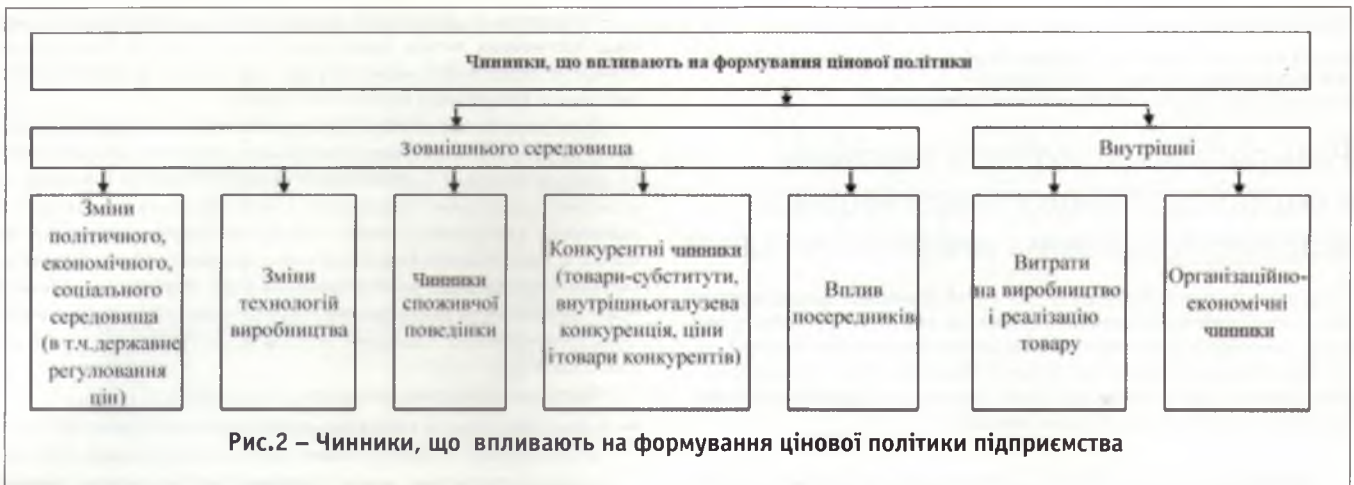 Чинники, що впливають на формування цінової політики
Зовнішнього середовища
Внутрішні
Зміни
політичного,
економічного,
соціального
середовища
(в т.ч.державне
регулювання
цін)
Зміни
технологій
виробництва
Чинники
споживчої
поведінки
Конкурентні чинники
(товари-субститути,
внутрішньогалузева
конкуренція, ціни
ітовари конкурентів)
Вплив
посередників
Витрати
на виробництво
і реалізацію
товару
Організаційно-
економічні
чинники
Рис.2 – Чинники, що впливають на формування цінової політики підприємства